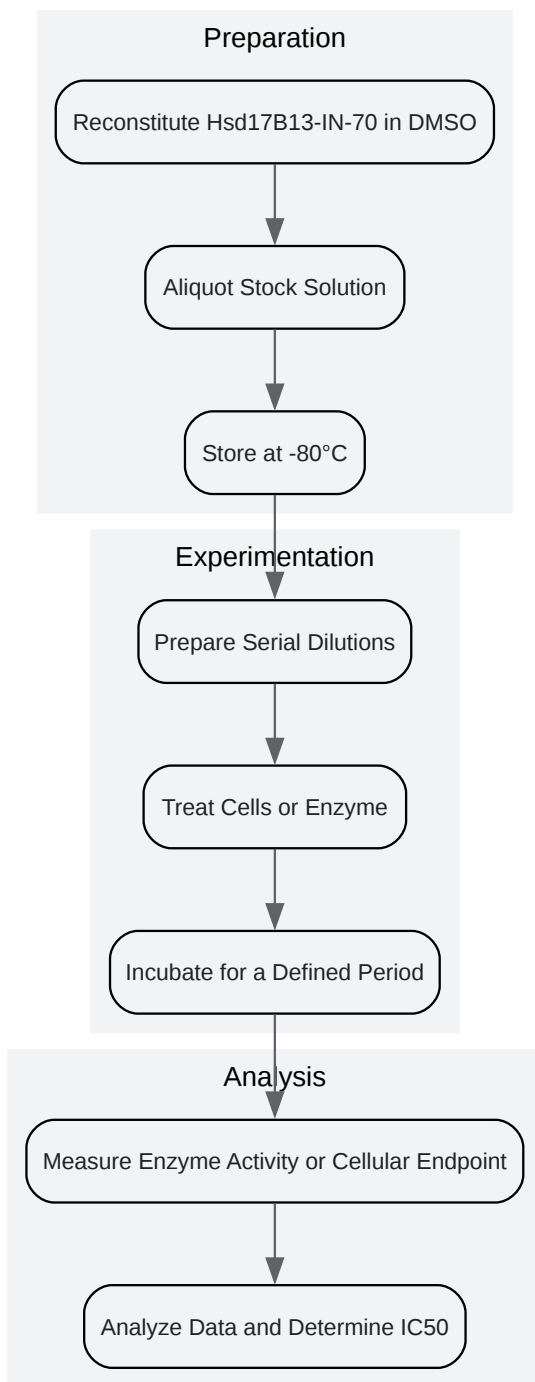 Preparation
Reconstitute Hsd17B13-IN-70 in DMSO
Aliquot Stock Solution
Store at -80°C
Experimentation
Prepare Serial Dilutions
Treat Cells or Enzyme
Incubate for a Defined Period
Analysis
Measure Enzyme Activity or Cellular Endpoint
Analyze Data and Determine IC50